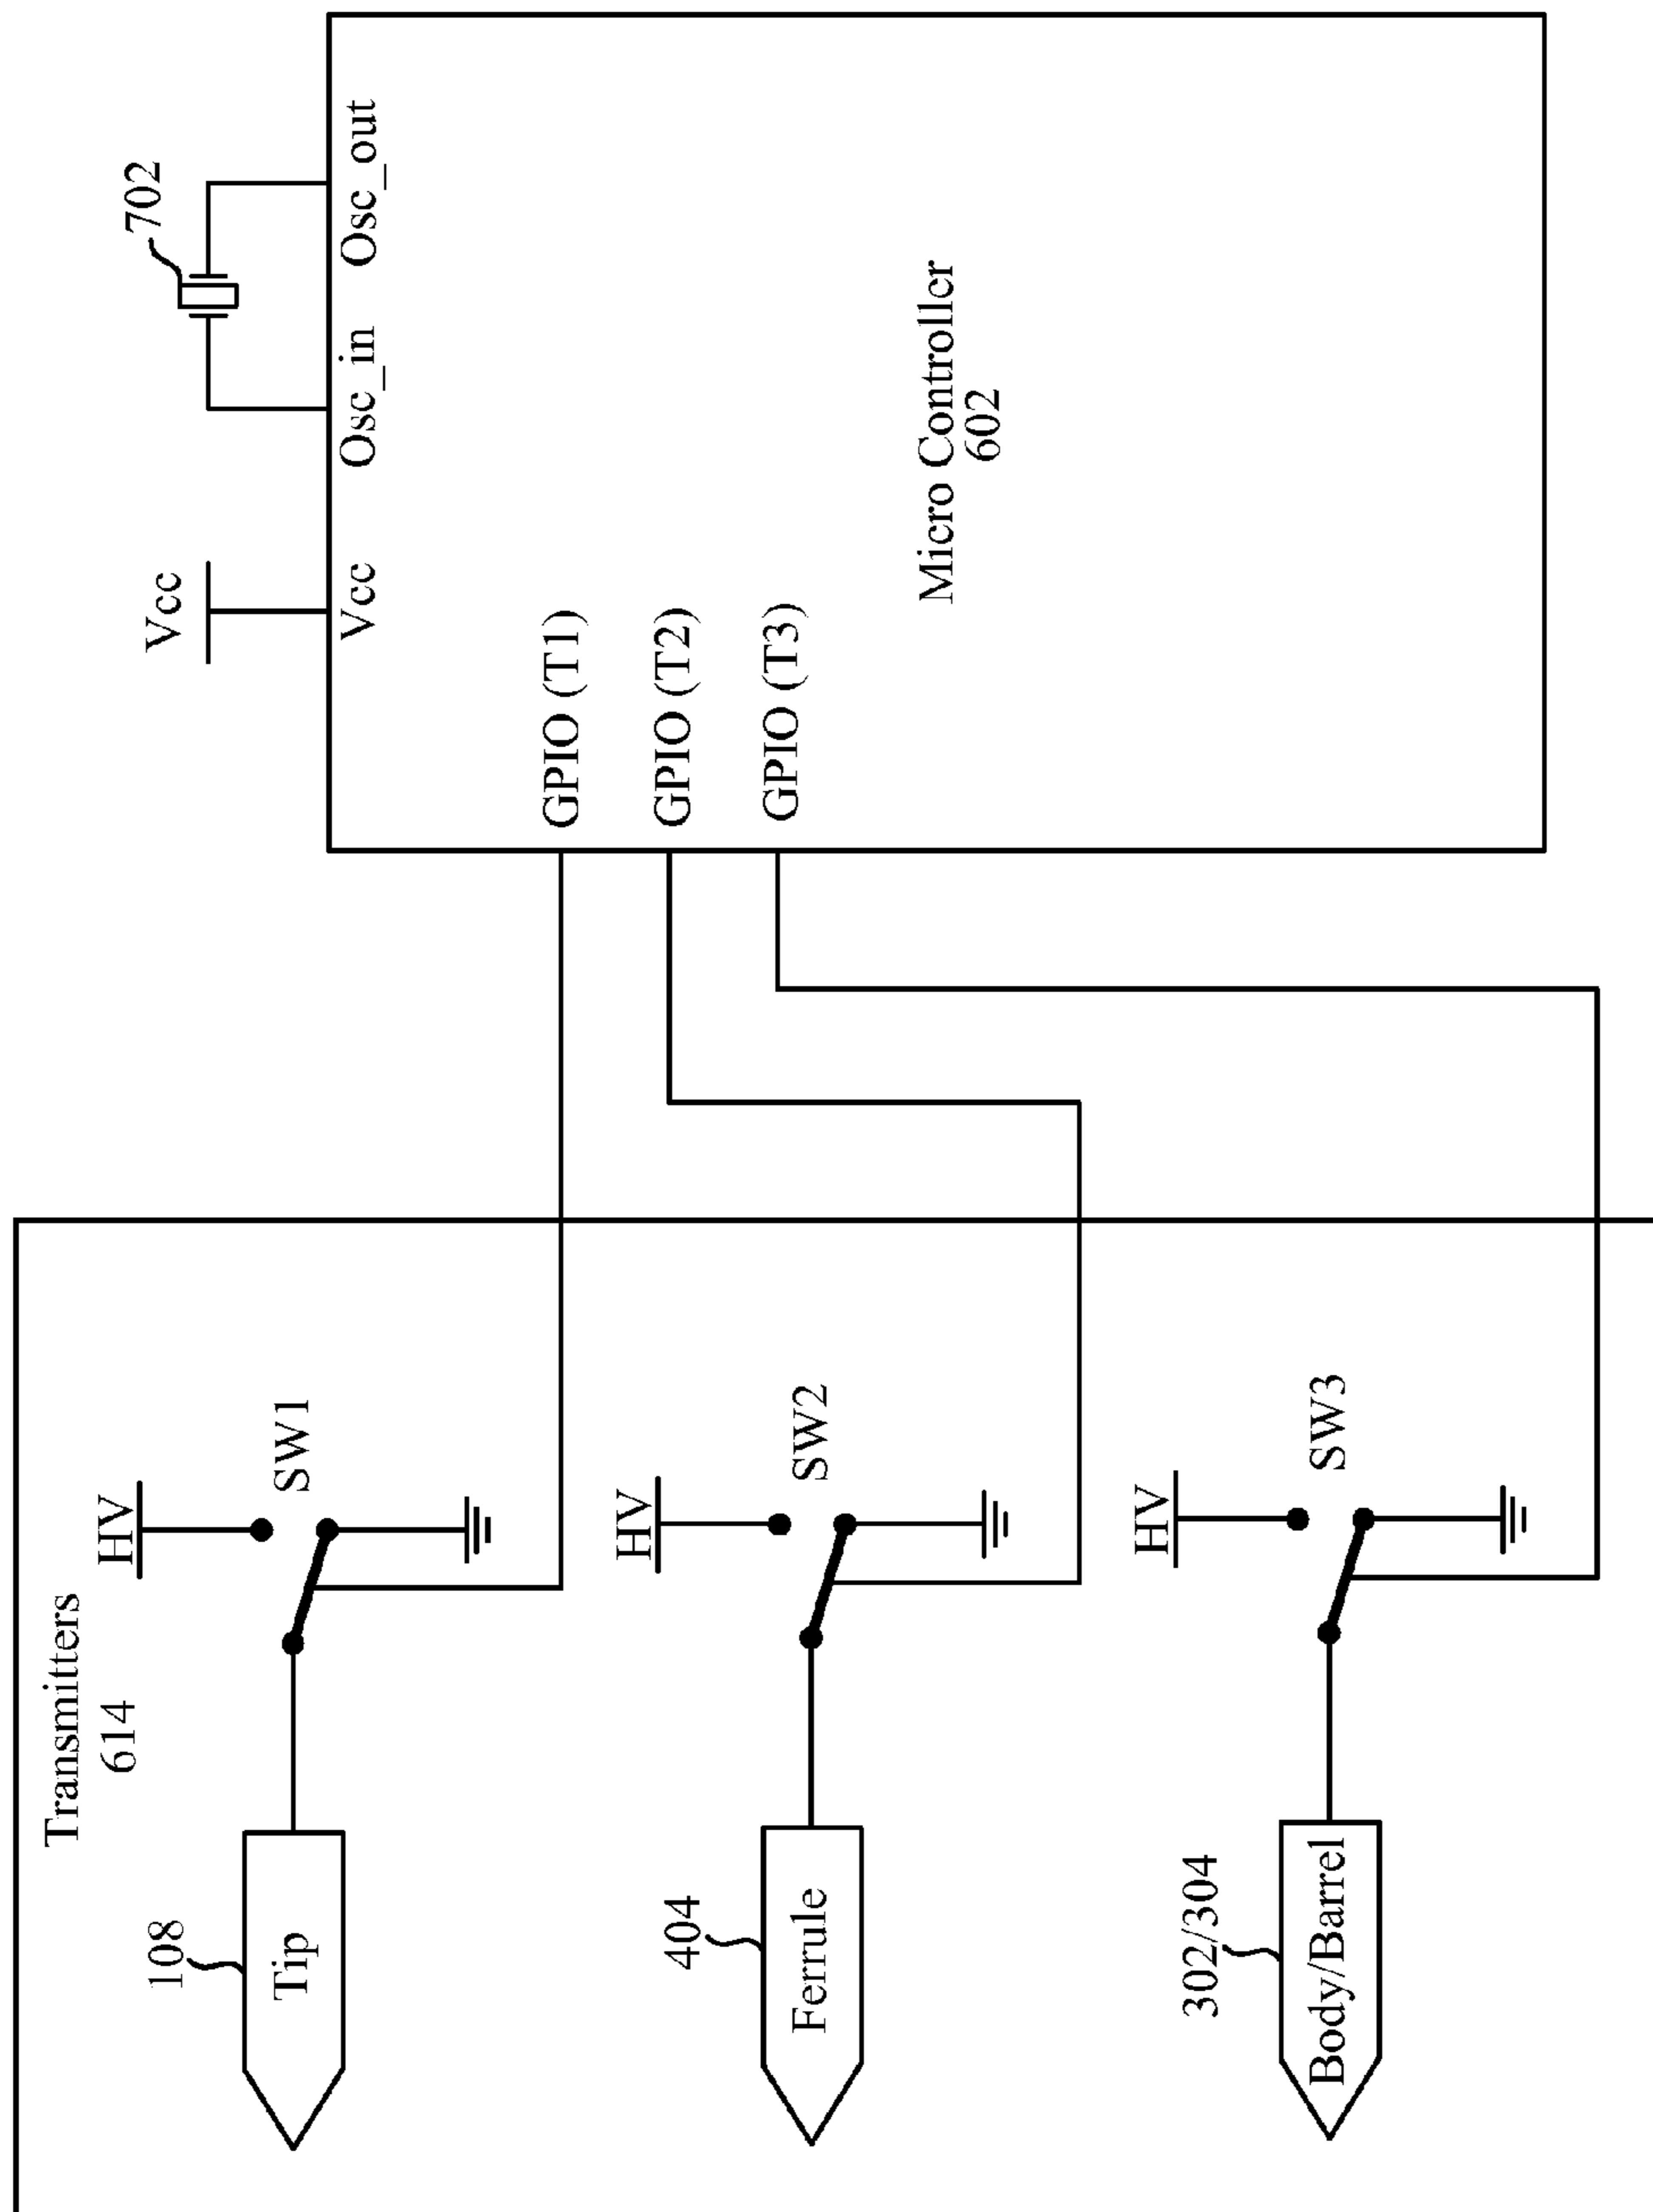 Transmitters
614
HV
SW1
108
Tip
HV
SW2
404
Ferrule
HV
SW3
302/304
Body/Barrel
Vcc
702
Vcc
Osc_in
Osc_out
GPIO (T1)
GPIO (T2)
GPIO (T3)
Micro Controller
602